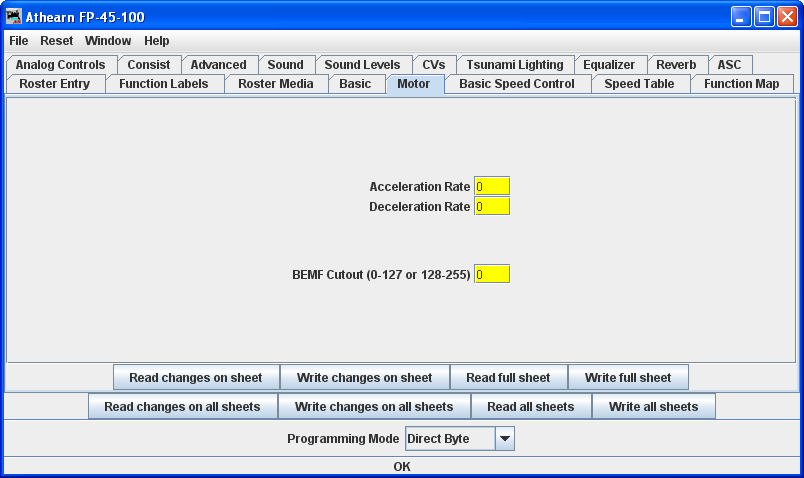 Athearn FP-45-100
File Reset Window Help
Analog Controls Consist Advanced Sound Sound Levels CVs Tsunami Lighting Equalizer Reverb ASC
Roster Entry Function Labels Roster Media Basic Motor Basic Speed Control Speed Table Function Map
Acceleration Rate 0
Deceleration Rate 0
BEMF Cutout (0-127 or 128-255) 0
Read changes on sheet Write changes on sheet Read full sheet Write full sheet
Read changes on all sheets Write changes on all sheets Read all sheets Write all sheets
Programming Mode Direct Byte
OK